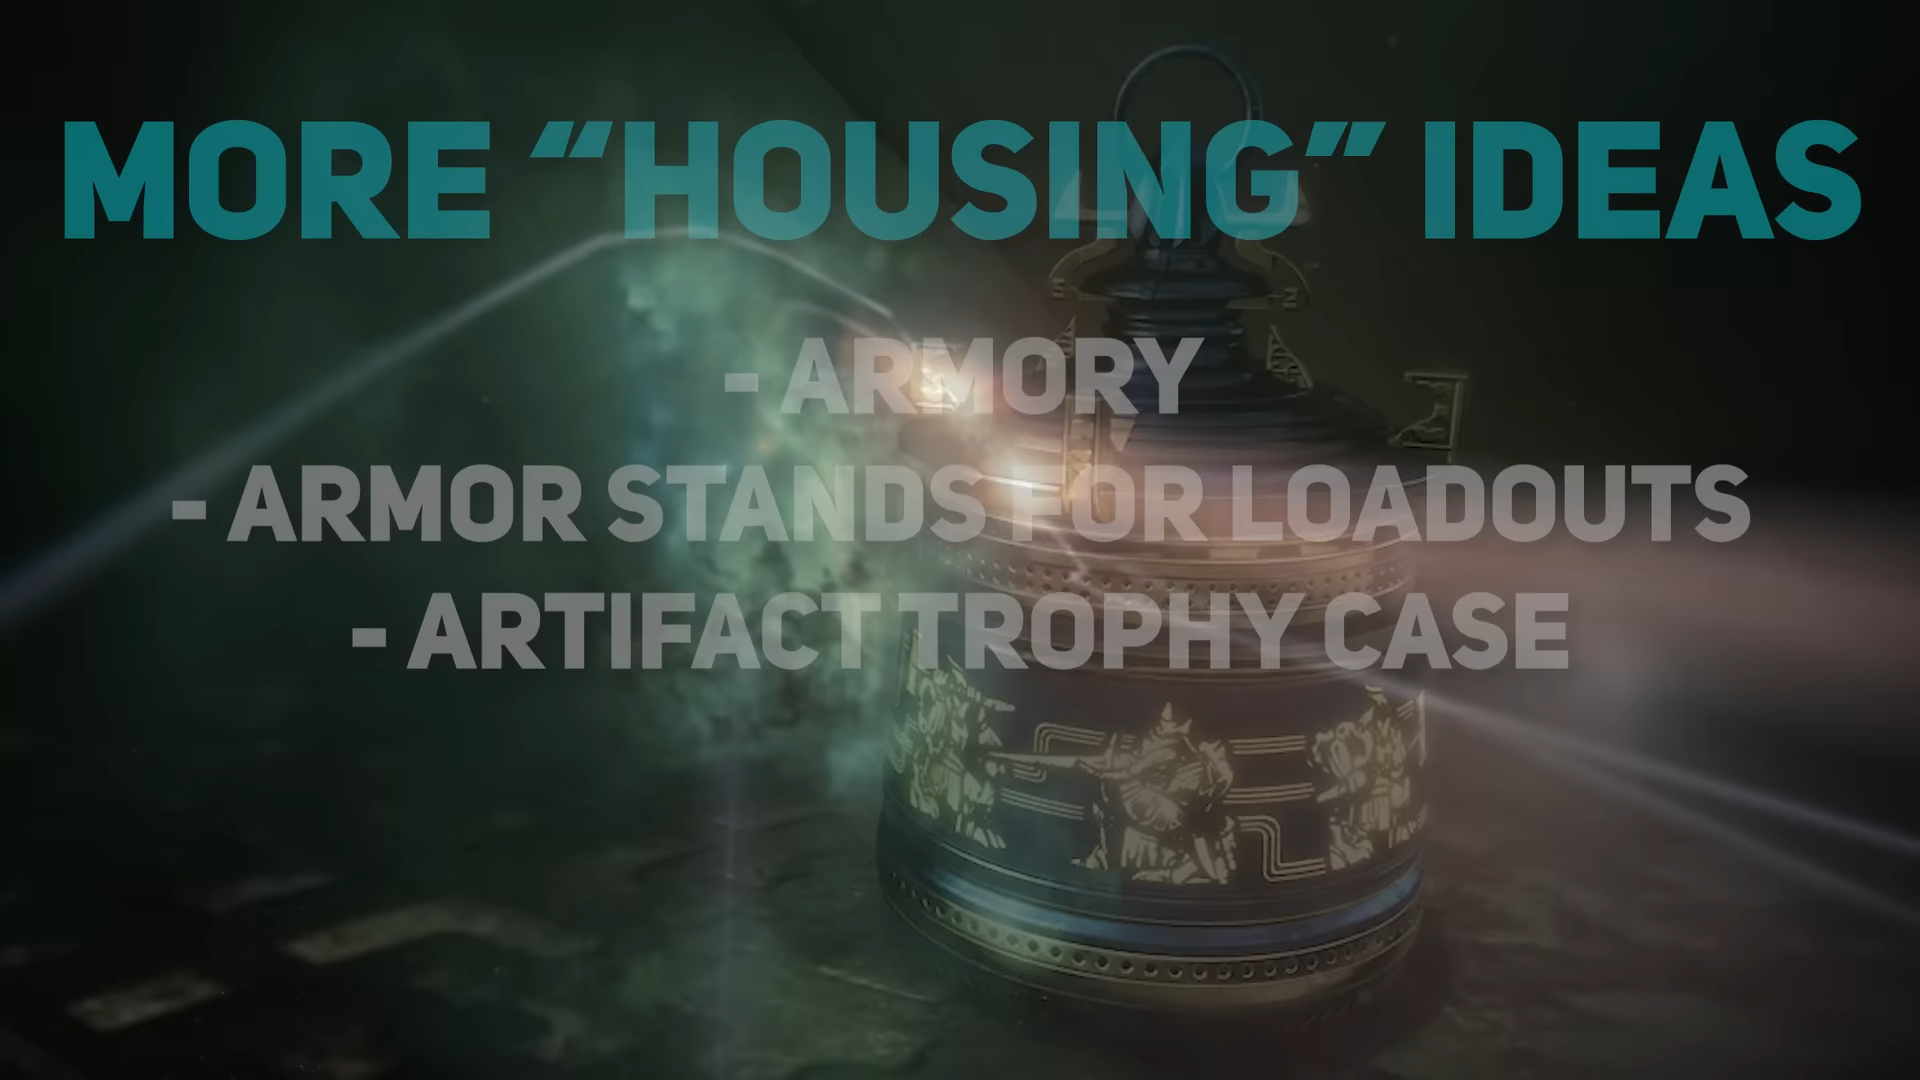 MORE “HOUSING” IDEAS
- ARMORY
- ARMOR STANDS FOR LOADOUTS
- ARTIFACT TROPHY CASE